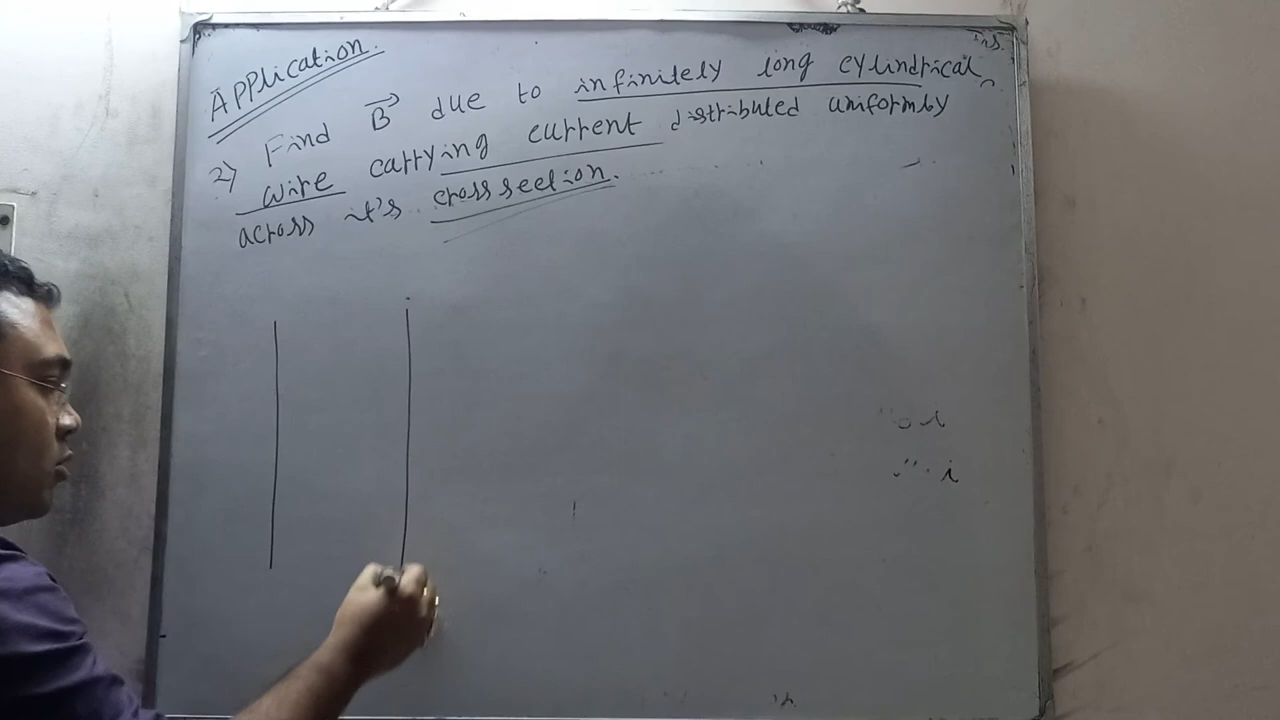 Application.
2) Find B⃗ due to infinitely long cylindrical
wire carrying current distributed uniformly
across it's cross section.
i